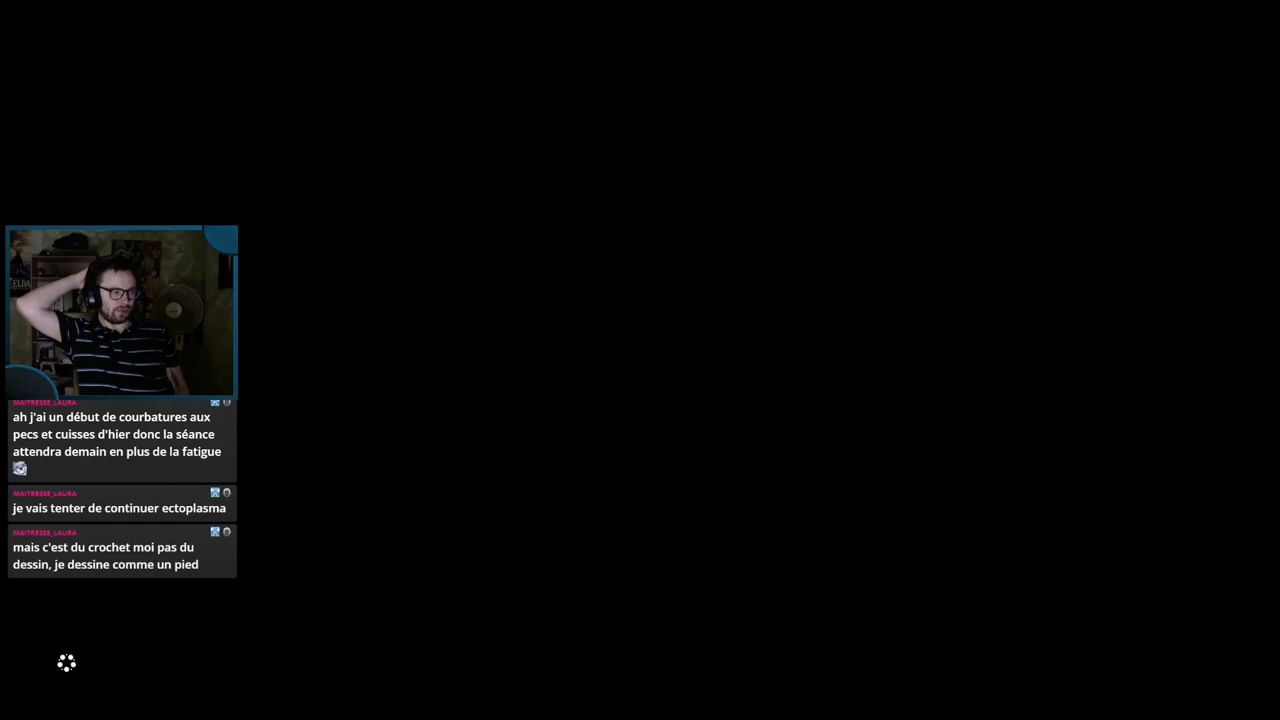 ELDA
MAITRESSE_LAURA
ah j'ai un début de courbatures aux
pecs et cuisses d'hier donc la séance
attendra demain en plus de la fatigue
MAITRESSE_LAURA
je vais tenter de continuer ectoplasma
MAITRESSE_LAURA
mais c'est du crochet moi pas du
dessin, je dessine comme un pied